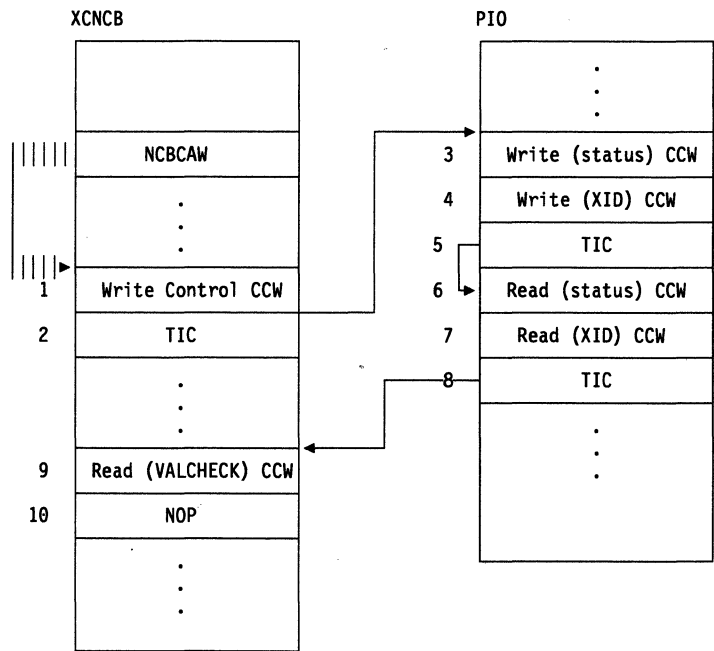 XCNCB
NCBCAW
1 Write Control CCW
2 TIC
9 Read (VALCHECK) CCW
10 NOP
PIO
3 Write (status) CCW
4 Write (XID) CCW
5 TIC
6 Read (status) CCW
7 Read (XID) CCW
8 TIC